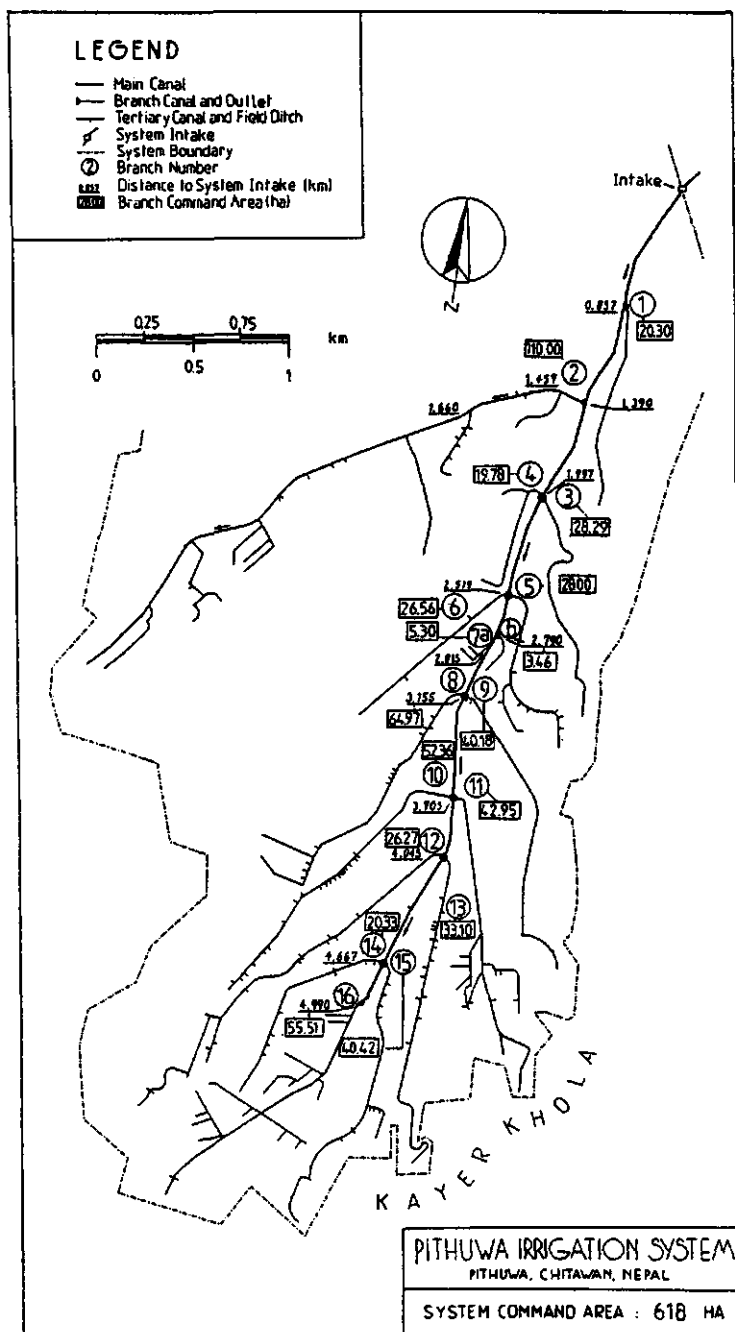 LEGEND
Main Canal
Branch Canal and Outlet
Tertiary Canal and Field Ditch
System Intake
System Boundary
② Branch Number
Distance to System Intake (km)
Branch Command Area (ha)
Intake
N
0.25 0.75
km
0 0.5 1
0.837
1
20.30
110.00
2
1.390
19.78
4
3
28.29
5
28.00
26.56
6
5.30
7a
b
2.790
3.46
8
9
64.97
40.18
52.36
10
11
42.95
26.27
12
13
33.10
20.33
14
4.667
15
16
4.990
55.51
40.42
KAYER KHOLA
PITHUWA IRRIGATION SYSTEM
PITHUWA, CHITAWAN, NEPAL
SYSTEM COMMAND AREA : 618 HA